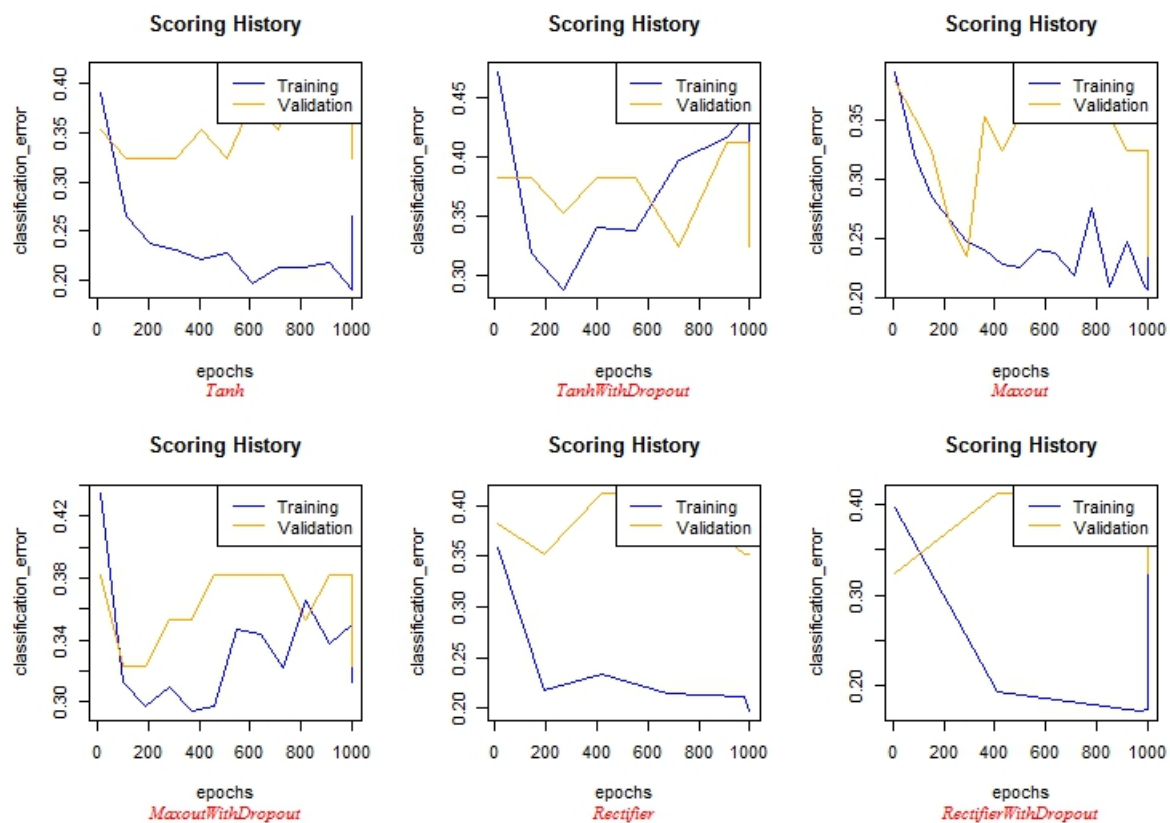 Scoring History
Training
Validation
classification_error
0.40
0.35
0.30
0.25
0.20
0 200 400 600 800 1000
epochs
Tanh
Scoring History
Training
Validation
classification_error
0.45
0.40
0.35
0.30
0 200 400 600 800 1000
epochs
TanhWithDropout
Scoring History
Training
Validation
classification_error
0.35
0.30
0.25
0.20
0 200 400 600 800 1000
epochs
Maxout
Scoring History
Training
Validation
classification_error
0.42
0.38
0.34
0.30
0 200 400 600 800 1000
epochs
MaxoutWithDropout
Scoring History
Training
Validation
classification_error
0.40
0.35
0.30
0.25
0.20
0 200 400 600 800 1000
epochs
Rectifier
Scoring History
Training
Validation
classification_error
0.40
0.30
0.20
0 200 400 600 800 1000
epochs
RectifierWithDropout